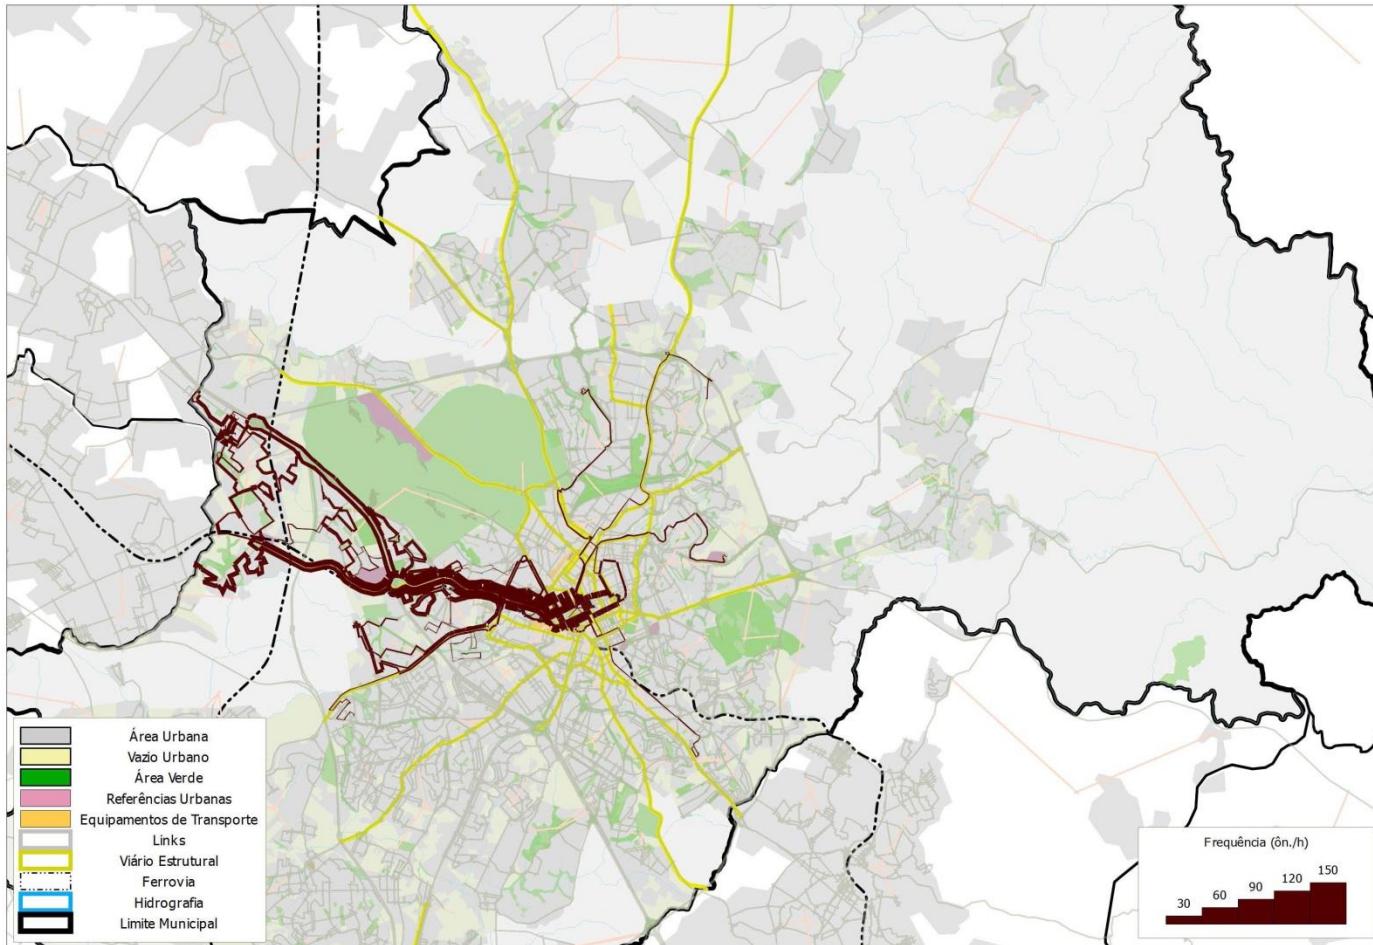 Área Urbana
Vazio Urbano
Área Verde
Referências Urbanas
Equipamentos de Transporte
Links
Viário Estrutural
Ferrovia
Hidrografia
Limite Municipal
Frequência (ôn./h)
30 60 90 120 150